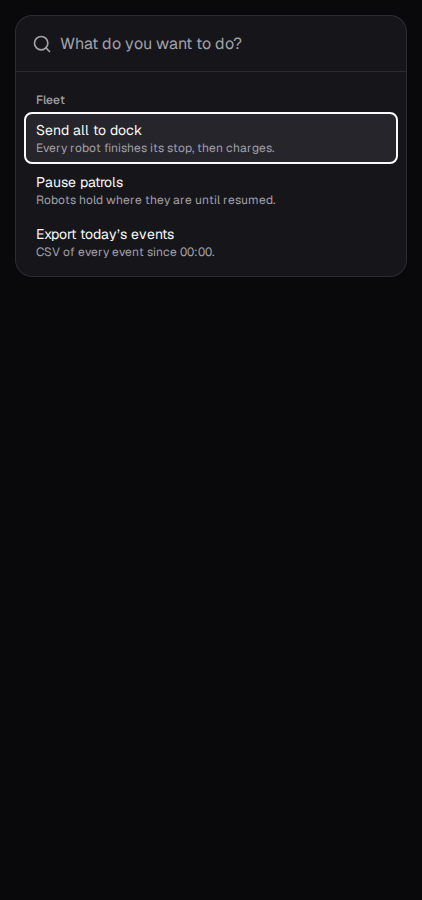 What do you want to do?
Fleet
Send all to dock
Every robot finishes its stop, then charges.
Pause patrols
Robots hold where they are until resumed.
Export today's events
CSV of every event since 00:00.